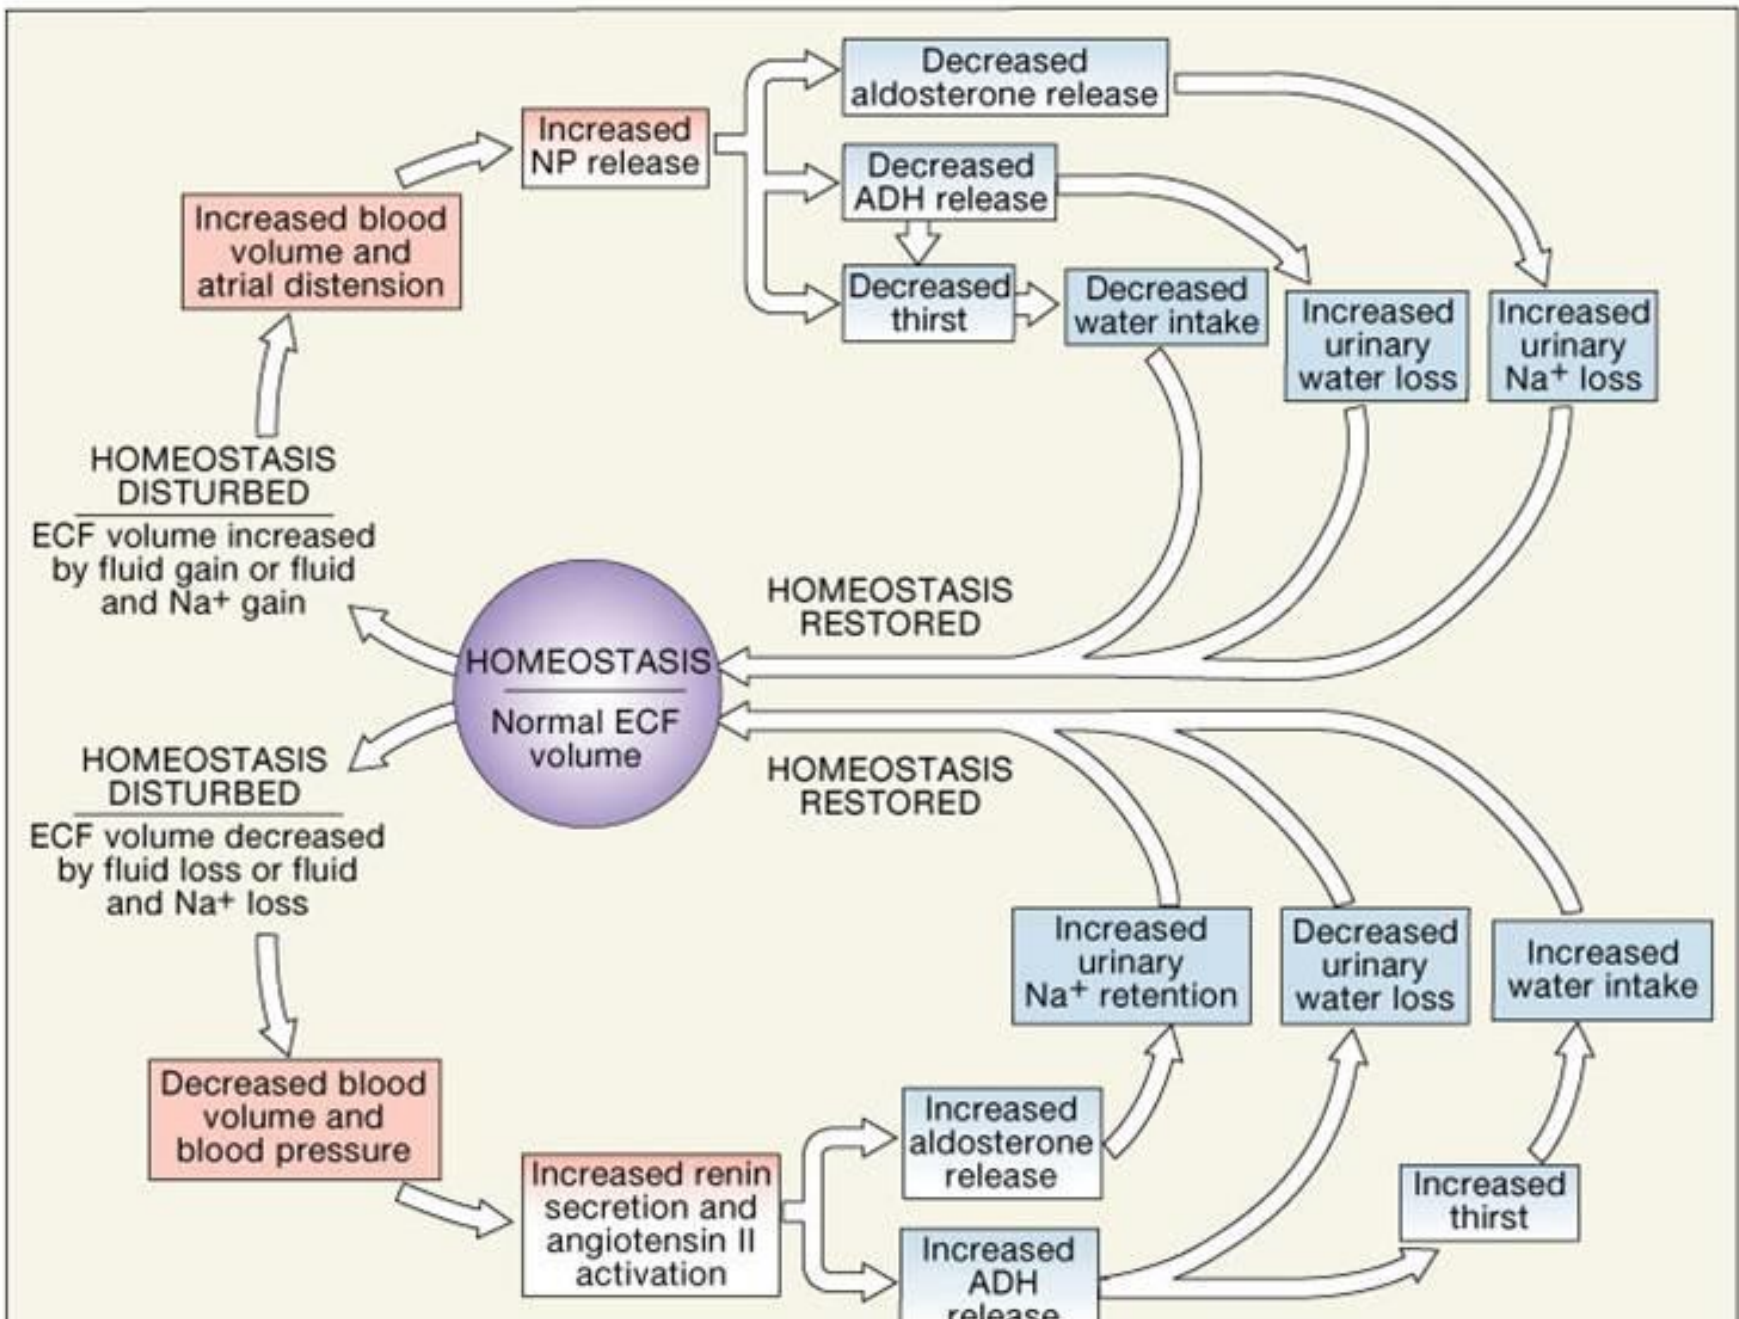 Decreased
aldosterone release
Increased
NP release
Decreased
ADH release
Increased blood
volume and
atrial distension
Decreased
thirst
Decreased
water intake
Increased
urinary
water loss
Increased
urinary
Na+ loss
HOMEOSTASIS
DISTURBED
ECF volume increased
by fluid gain or fluid
and Na+ gain
HOMEOSTASIS
RESTORED
HOMEOSTASIS
Normal ECF
volume
HOMEOSTASIS
RESTORED
HOMEOSTASIS
DISTURBED
ECF volume decreased
by fluid loss or fluid
and Na+ loss
Increased
urinary
Na+ retention
Decreased
urinary
water loss
Increased
water intake
Decreased blood
volume and
blood pressure
Increased renin
secretion and
angiotensin II
activation
Increased
aldosterone
release
Increased
thirst
Increased
ADH
release